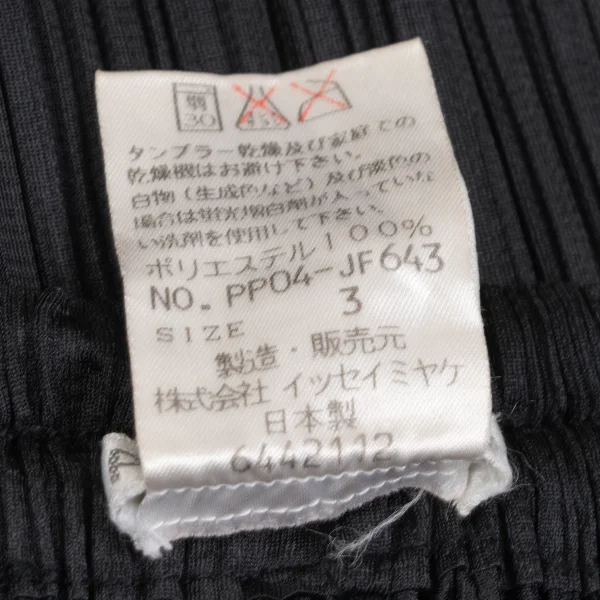 弱
30
タンブラー乾燥及び家庭での
乾燥機はお避け下さい。
白物(生成色など)及び淡色の
場合は蛍光増白剤が入っていな
い洗剤を使用して下さい。
ポリエステル100%
NO. PP04-JF643
SIZE 3
製造・販売元
株式会社 イッセイミヤケ
日本製
6442112